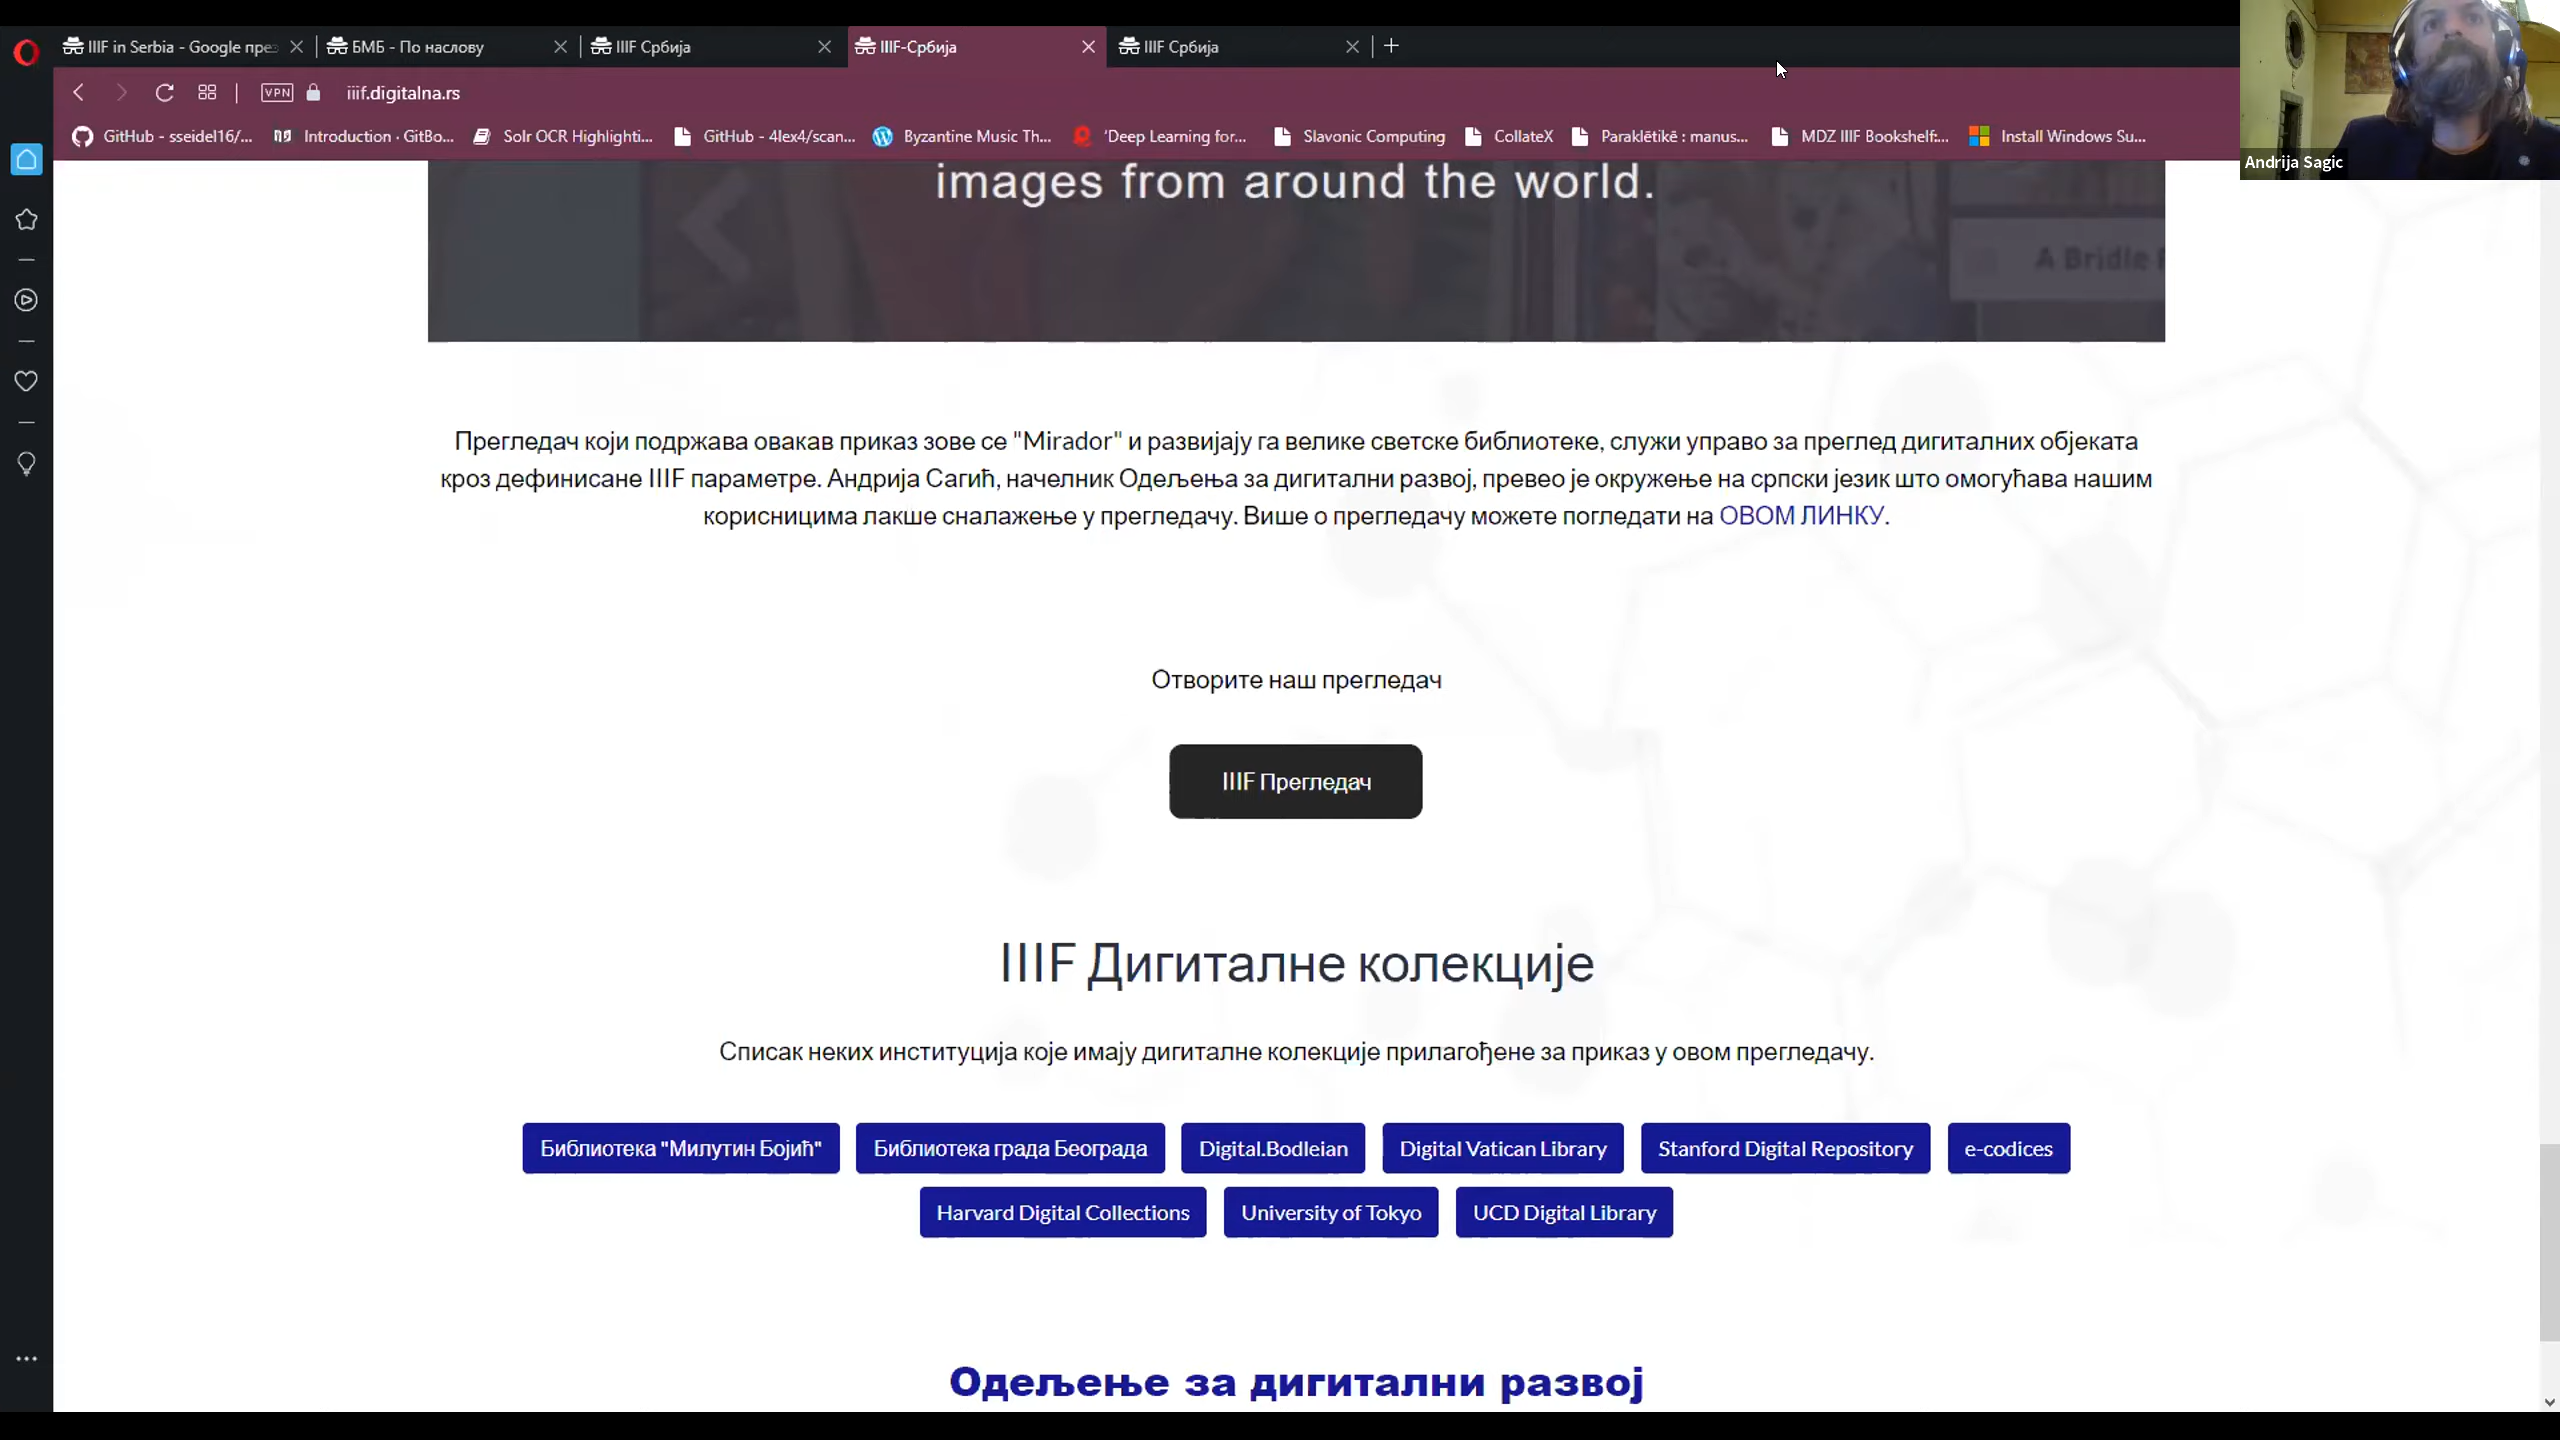 IIIF in Serbia - Google през
БМБ - По наслову
IIIF Србија
IIIF-Србија
IIIF Србија
VPN
iiif.digitalna.rs
GitHub - sseidel16/...
Introduction · GitBo...
Solr OCR Highlighti...
GitHub - 4lex4/scan...
Byzantine Music Th...
'Deep Learning for...
Slavonic Computing
CollateX
Paraklētikē : manus...
MDZ IIIF Bookshelf:...
Install Windows Su...
Andrija Sagic
images from around the world.
A Bridle
Прегледач који подржава овакав приказ зове се "Mirador" и развијају га велике светске библиотеке, служи управо за преглед дигиталних објеката
кроз дефинисане IIIF параметре. Андрија Сагић, начелник Одељења за дигитални развој, превео је окружење на српски језик што омогућава нашим
корисницима лакше сналажење у прегледачу. Више о прегледачу можете погледати на ОВОМ ЛИНКУ.
Отворите наш прегледач
IIIF Прегледач
IIIF Дигиталне колекције
Списак неких институција које имају дигиталне колекције прилагођене за приказ у овом прегледачу.
Библиотека "Милутин Бојић"
Библиотека града Београда
Digital.Bodleian
Digital Vatican Library
Stanford Digital Repository
e-codices
Harvard Digital Collections
University of Tokyo
UCD Digital Library
Одељење за дигитални развој